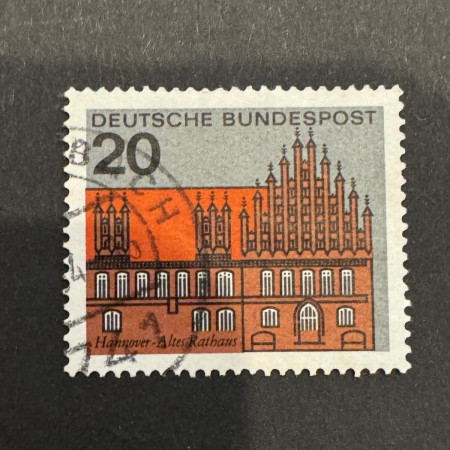 DEUTSCHE BUNDESPOST
20
Hannover-Altes Rathaus